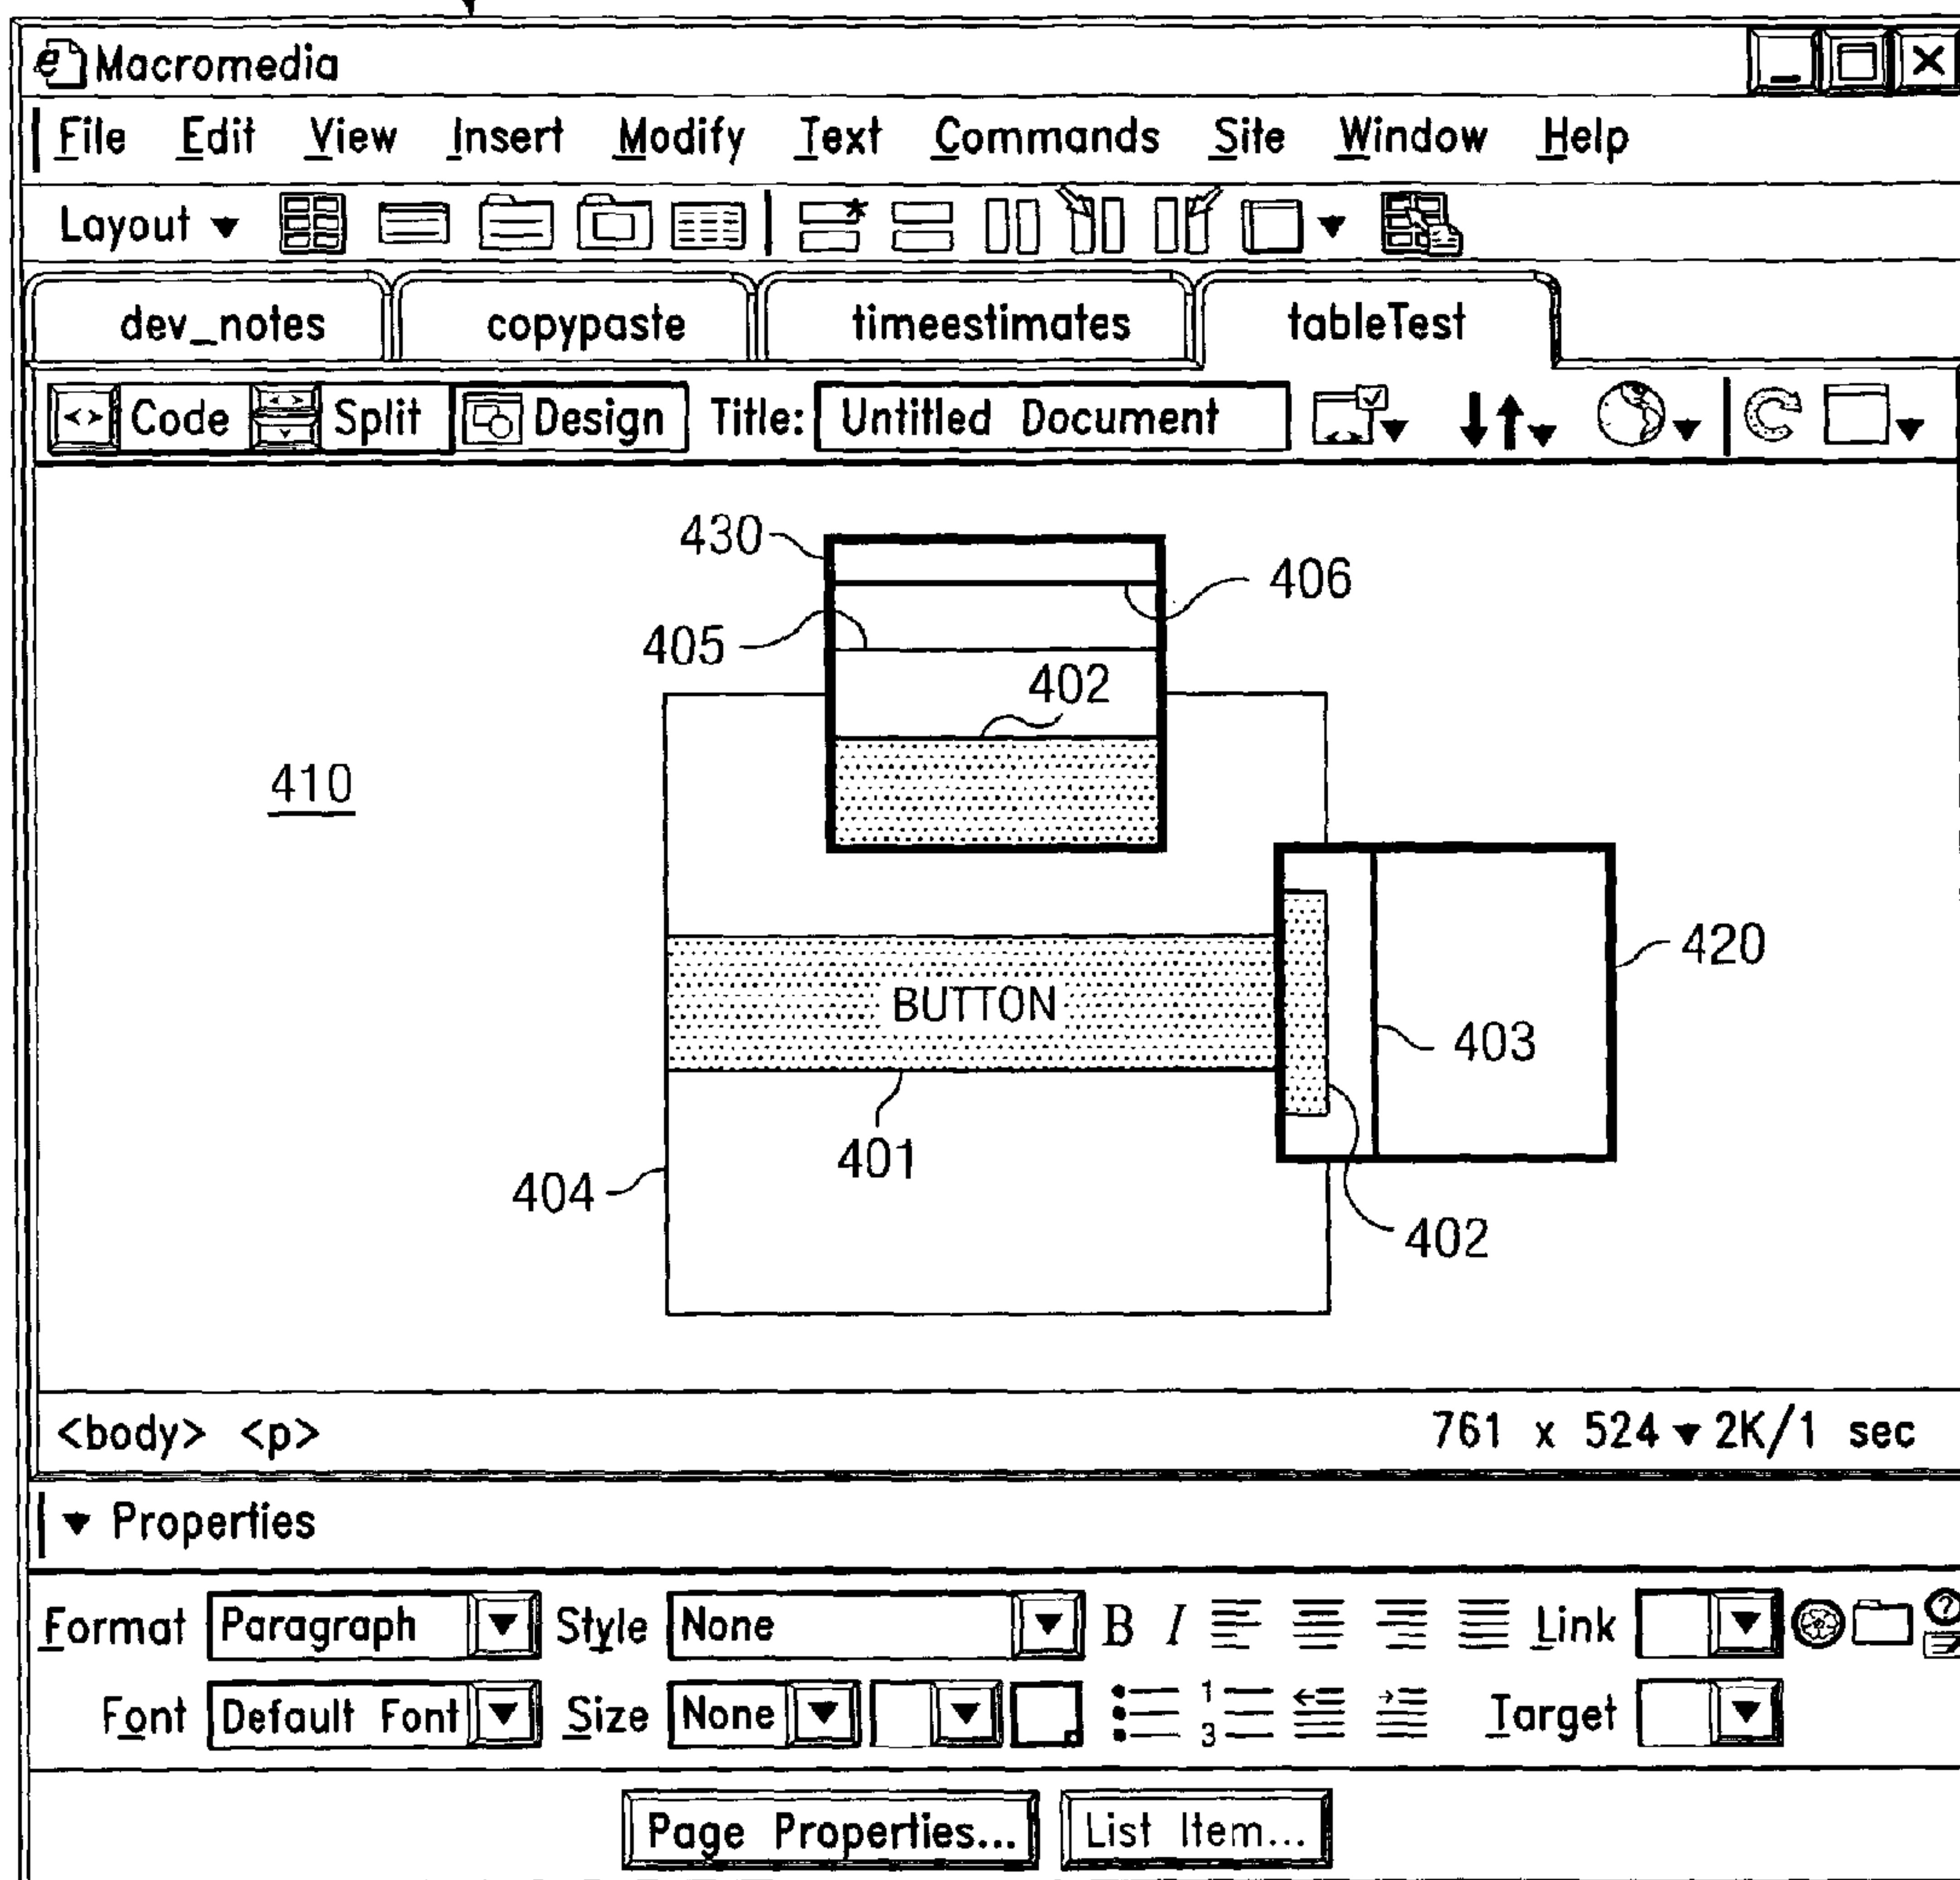 Macromedia
File Edit View Insert Modify Text Commands Site Window Help
Layout
dev_notes copypaste timeestimates tableTest
<> Code Split Design Title: Untitled Document
430
406
405
402
410
420
BUTTON
403
401
404
402
<body> <p> 761 x 524 2K/1 sec
Properties
Format Paragraph Style None B I Link
Font Default Font Size None 1 3 Target
Page Properties... List Item...